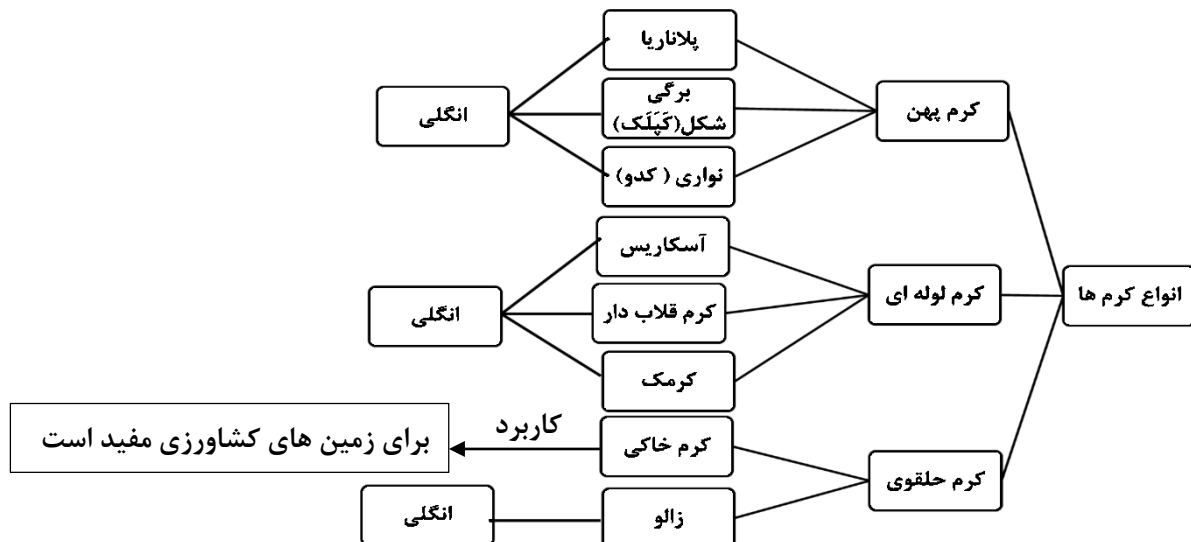 انواع کرم ها
کرم پهن
پلاناریا
برگی
شکل(کَپَلَک)
نواری ( کدو)
انگلی
کرم لوله ای
آسکاریس
کرم قلاب دار
کرمک
انگلی
کرم حلقوی
کرم خاکی
کاربرد
برای زمین های کشاورزی مفید است
زالو
انگلی